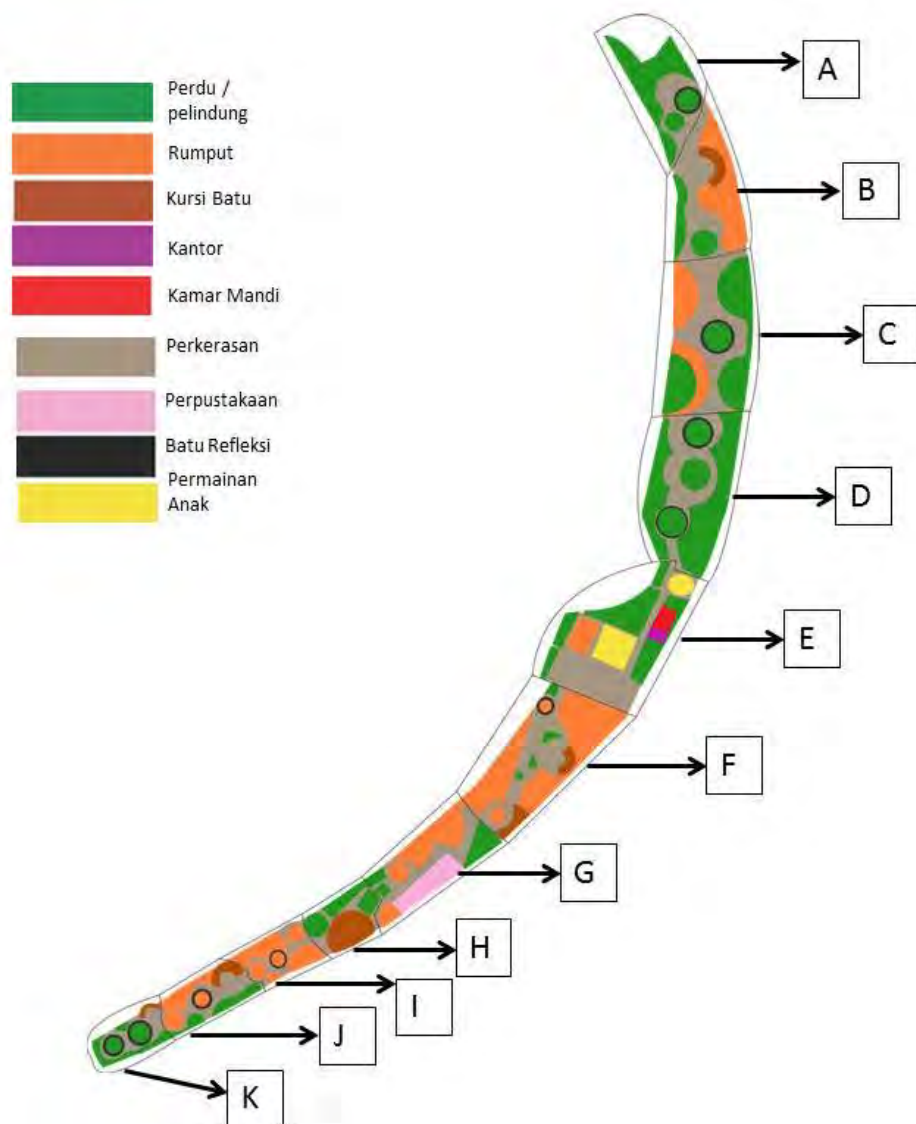 Perdu /
pelindung
Rumput
Kursi Batu
Kantor
Kamar Mandi
Perkerasan
Perpustakaan
Batu Refleksi
Permainan
Anak
A
B
C
D
E
F
G
H
I
J
K